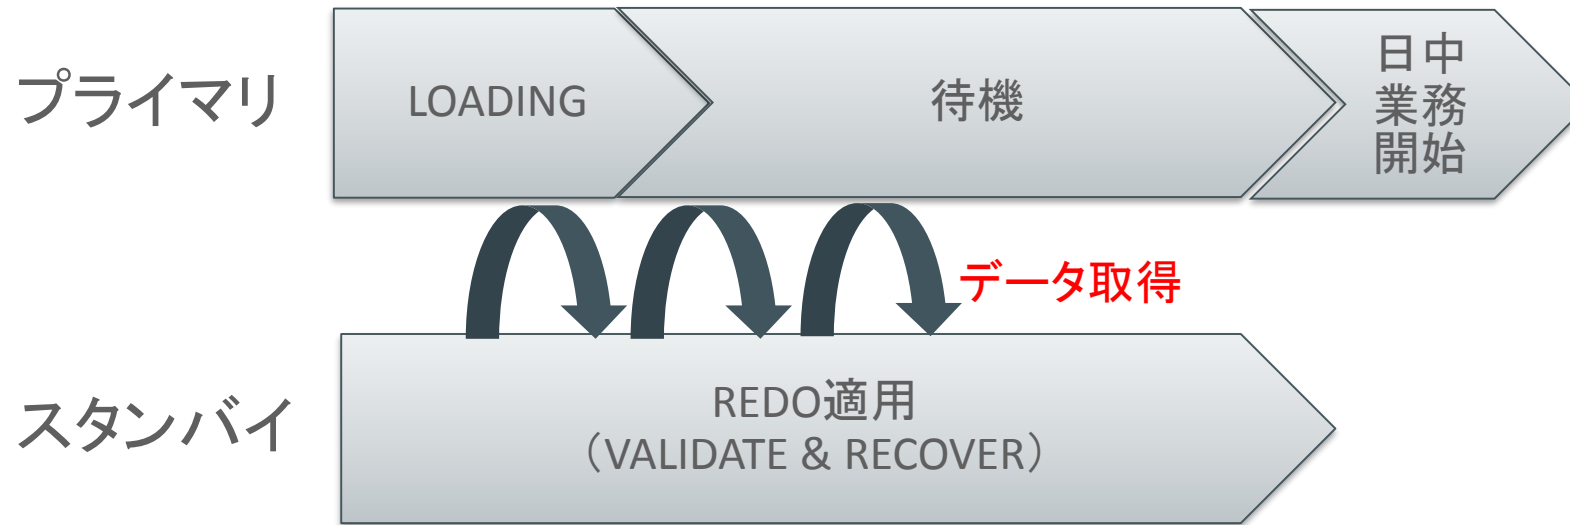 プライマリ
LOADING
待機
日中
業務
開始
データ取得
スタンバイ
REDO適用
（VALIDATE & RECOVER）